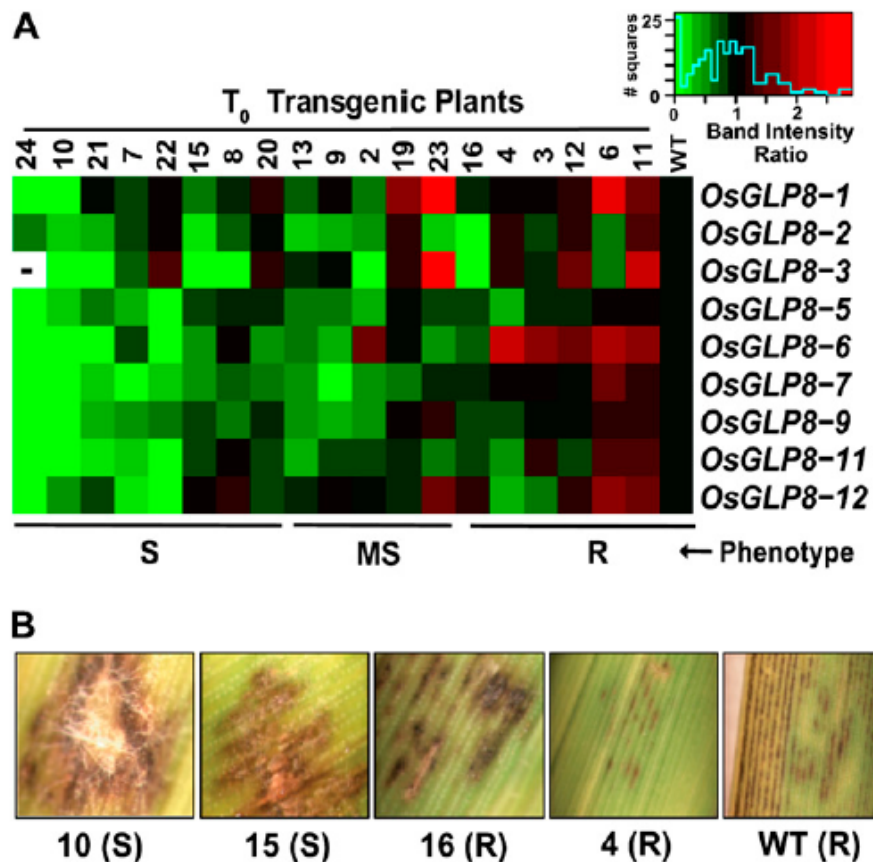 A
25
# squares
0
0 1 2
Band Intensity
Ratio
T0 Transgenic Plants
24 10 21 7 22 15 8 20 13 9 2 19 23 16 4 3 12 6 11 WT
OsGLP8-1
OsGLP8-2
- OsGLP8-3
OsGLP8-5
OsGLP8-6
OsGLP8-7
OsGLP8-9
OsGLP8-11
OsGLP8-12
S MS R ← Phenotype
B
10 (S) 15 (S) 16 (R) 4 (R) WT (R)